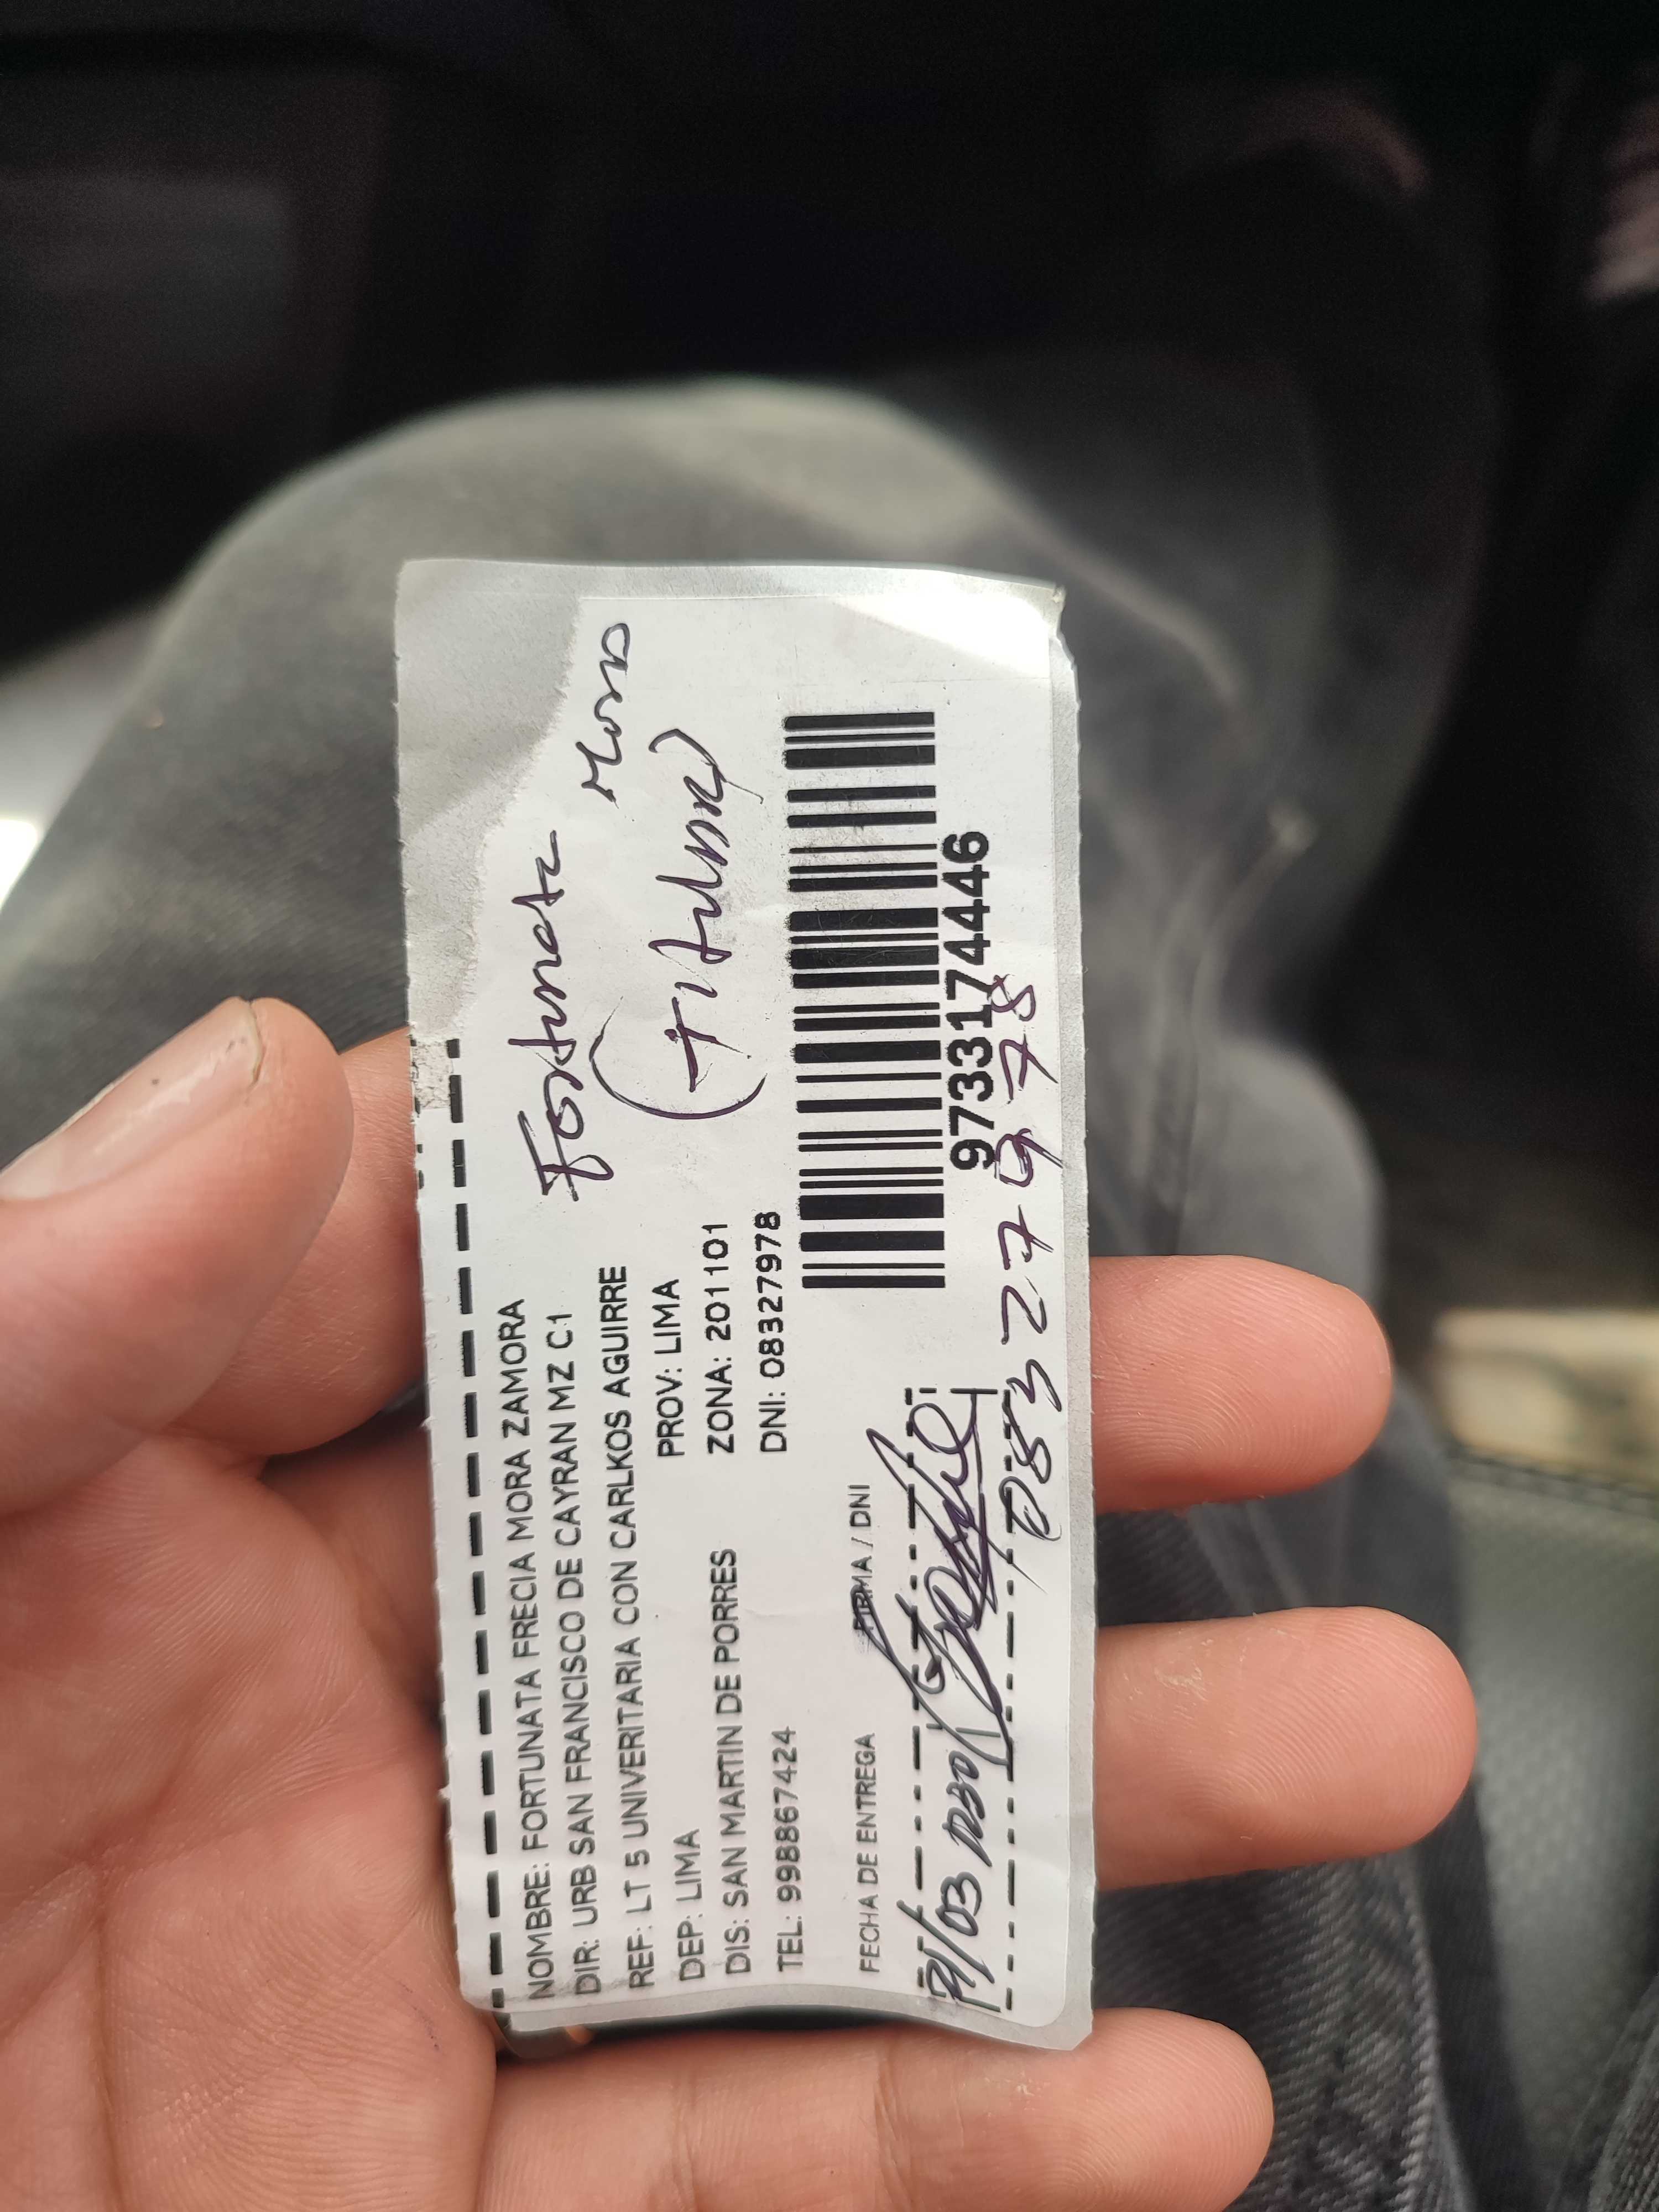 NOMBRE: FORTUNATA FRECIA MORA ZAMORA
DIR: URB SAN FRANCISCO DE CAYRAN MZ C1
REF: LT 5 UNIVERITARIA CON CARLKOS AGUIRRE
DEP: LIMA PROV: LIMA
DIS: SAN MARTIN DE PORRES ZONA: 201101
TEL: 998867424 DNI: 08327978
Fortunata Mora
(Titular)
9733174446
FECHA DE ENTREGA FIRMA / DNI
08327978